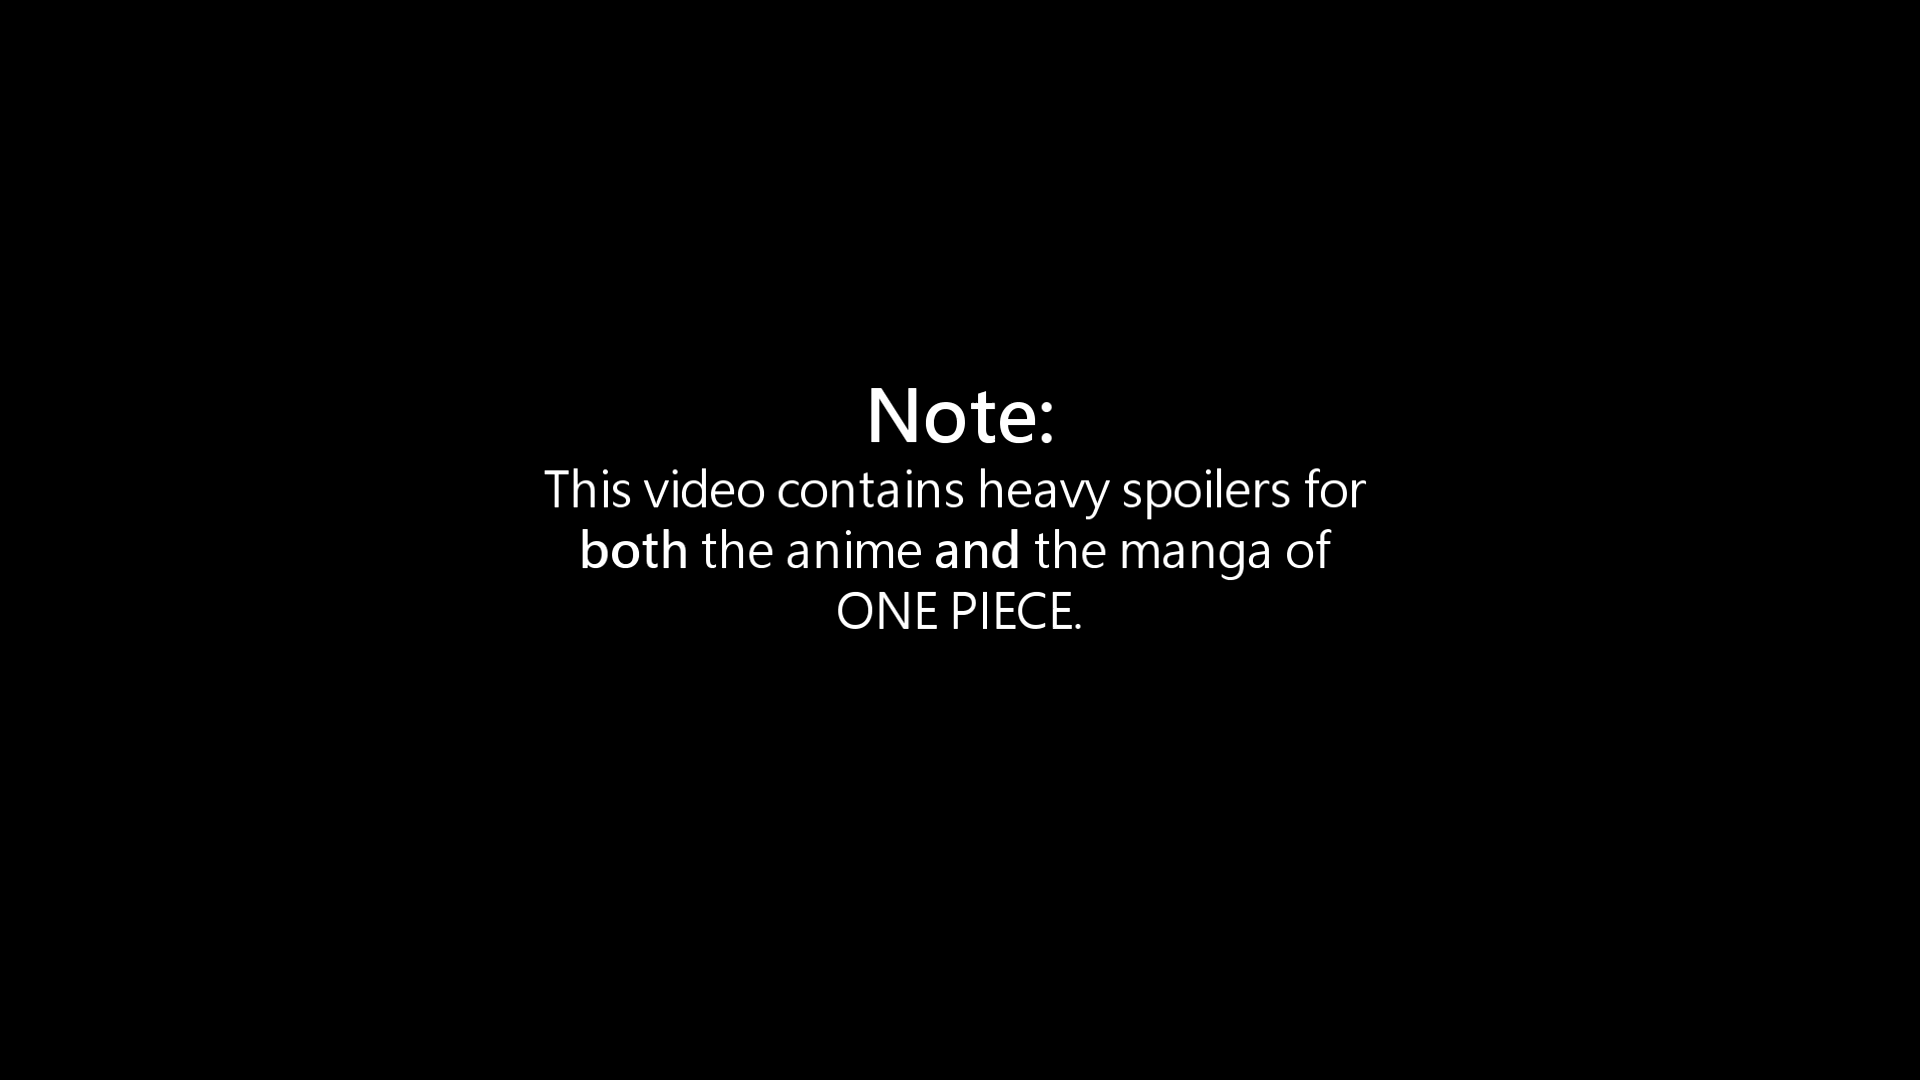 Note:
This video contains heavy spoilers for
both the anime and the manga of
ONE PIECE.